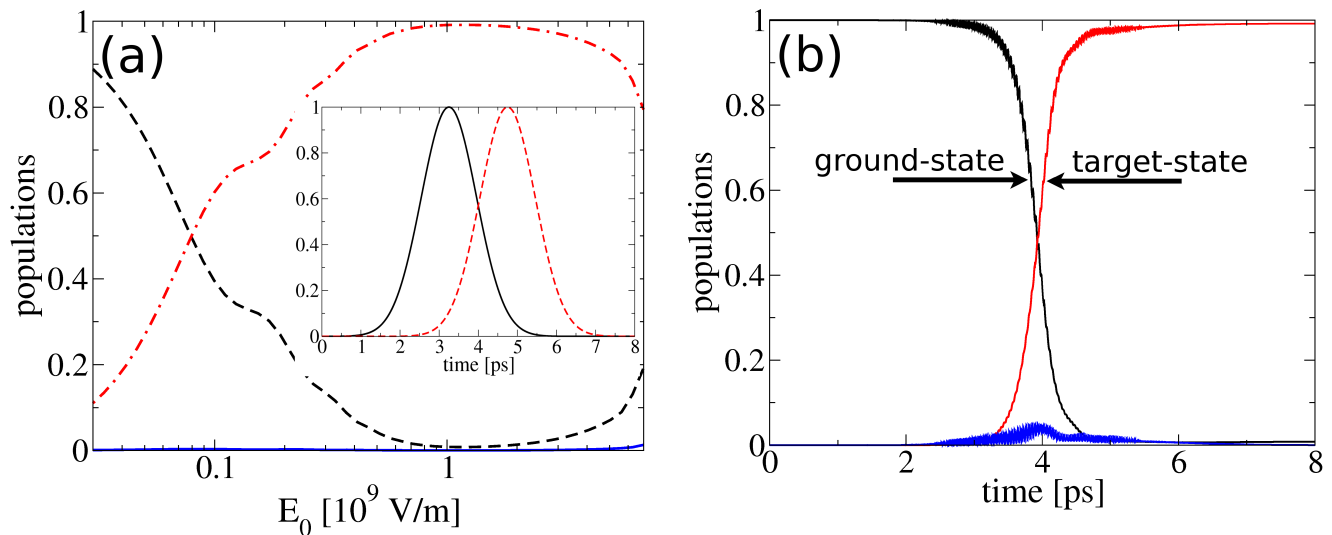 (a)
populations
1
0.8
0.6
0.4
0.2
0
0.1
1
E0 [10^9 V/m]
1
0.8
0.6
0.4
0.2
0
0 1 2 3 4 5 6 7 8
time [ps]
(b)
populations
1
0.8
0.6
0.4
0.2
0
ground-state
target-state
0 2 4 6 8
time [ps]